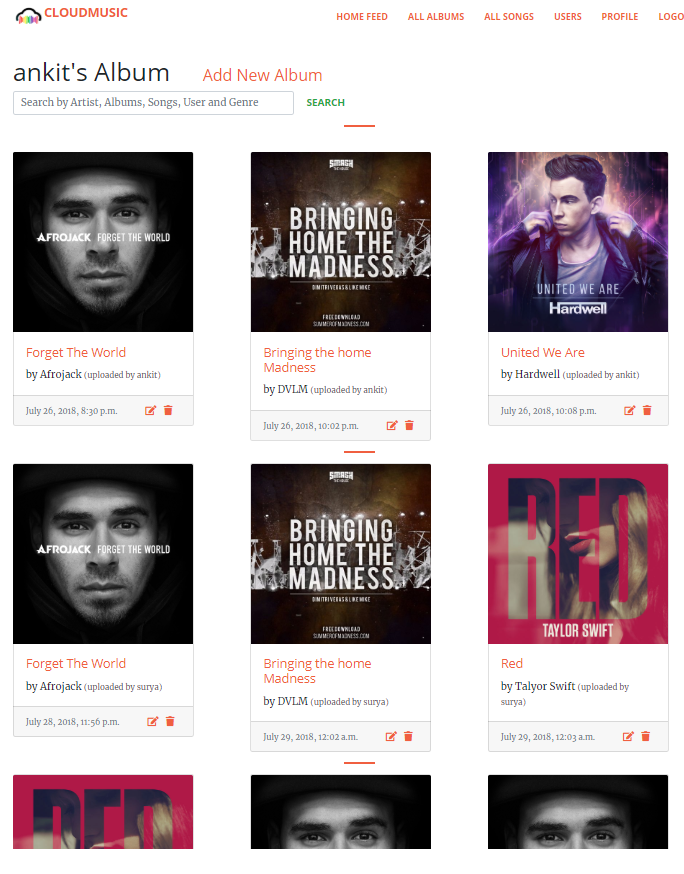 CLOUDMUSIC
HOME FEED ALL ALBUMS ALL SONGS USERS PROFILE LOGO
ankit's Album Add New Album
Search by Artist, Albums, Songs, User and Genre SEARCH
AFROJACK FORGET THE WORLD
SMASH
THE HOUSE
BRINGING
HOME THE
MADNESS
DIMITRI VEGAS & LIKE MIKE
FREE DOWNLOAD
SUMMEROFMADNESS.COM
UNITED WE ARE
Hardwell
Forget The World
by Afrojack (uploaded by ankit)
July 26, 2018, 8:30 p.m.
Bringing the home
Madness
by DVLM (uploaded by ankit)
July 26, 2018, 10:02 p.m.
United We Are
by Hardwell (uploaded by ankit)
July 26, 2018, 10:08 p.m.
AFROJACK FORGET THE WORLD
SMASH
THE HOUSE
BRINGING
HOME THE
MADNESS
DIMITRI VEGAS & LIKE MIKE
FREE DOWNLOAD
SUMMEROFMADNESS.COM
RED
TAYLOR SWIFT
Forget The World
by Afrojack (uploaded by surya)
July 28, 2018, 11:56 p.m.
Bringing the home
Madness
by DVLM (uploaded by surya)
July 29, 2018, 12:02 a.m.
Red
by Talyor Swift (uploaded by
surya)
July 29, 2018, 12:03 a.m.
RED